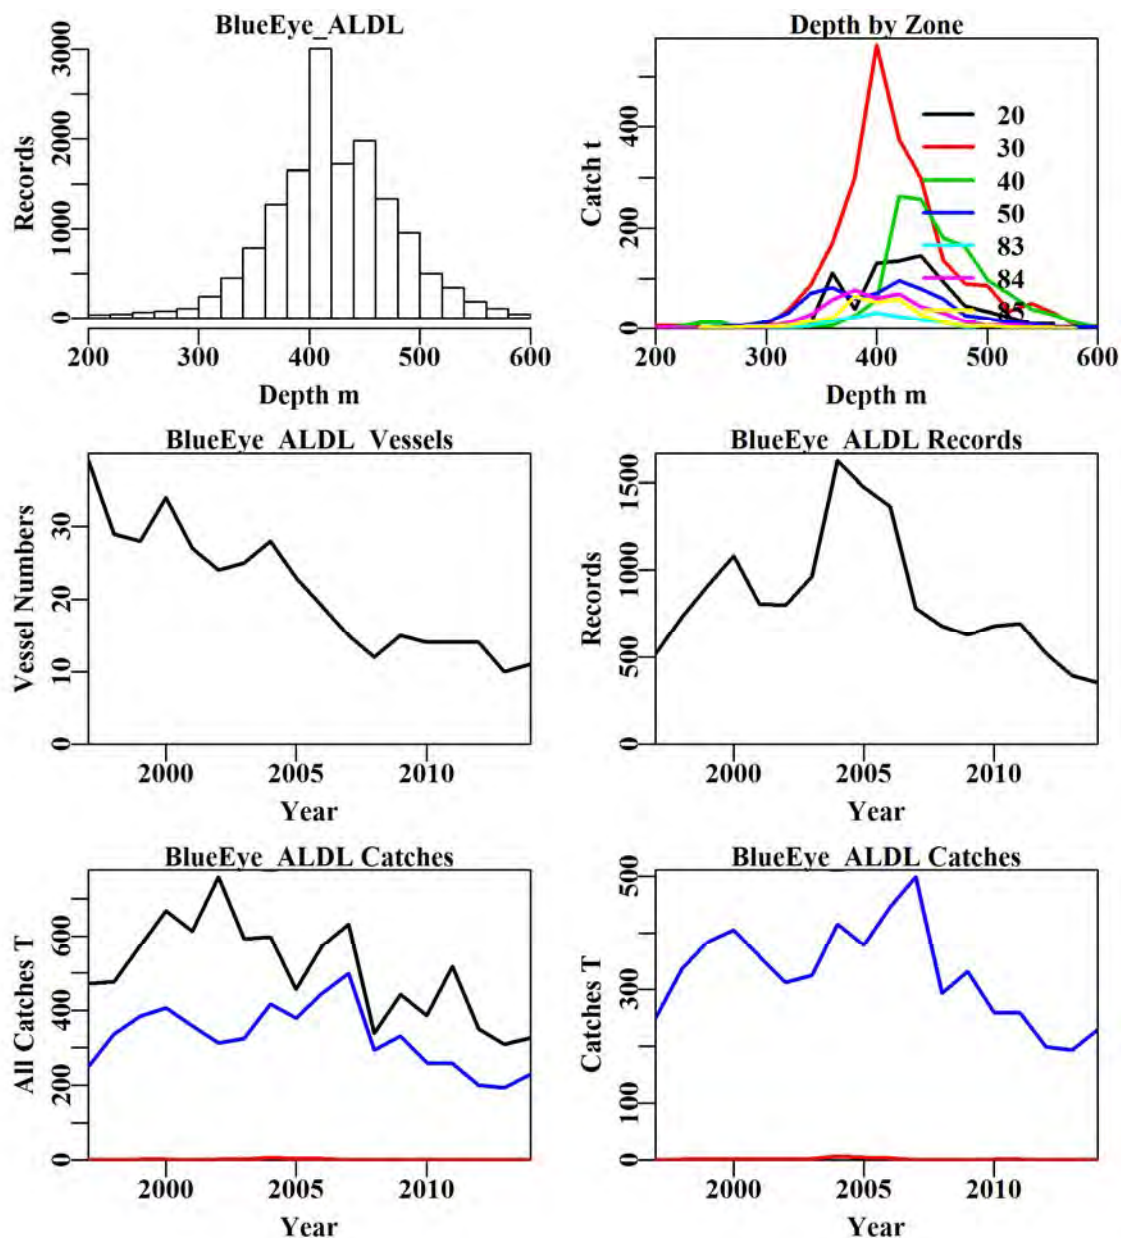 BlueEye_ALDL
Records
0
1000
2000
3000
200
300
400
500
600
Depth m
Depth by Zone
Catch t
0
200
400
20
30
40
50
83
84
85
200
300
400
500
600
Depth m
BlueEye_ALDL_Vessels
Vessel Numbers
0
10
20
30
2000
2005
2010
Year
BlueEye_ALDL Records
Records
0
500
1000
1500
2000
2005
2010
Year
BlueEye_ALDL Catches
All Catches T
0
200
400
600
2000
2005
2010
Year
BlueEye_ALDL Catches
Catches T
0
100
300
500
2000
2005
2010
Year